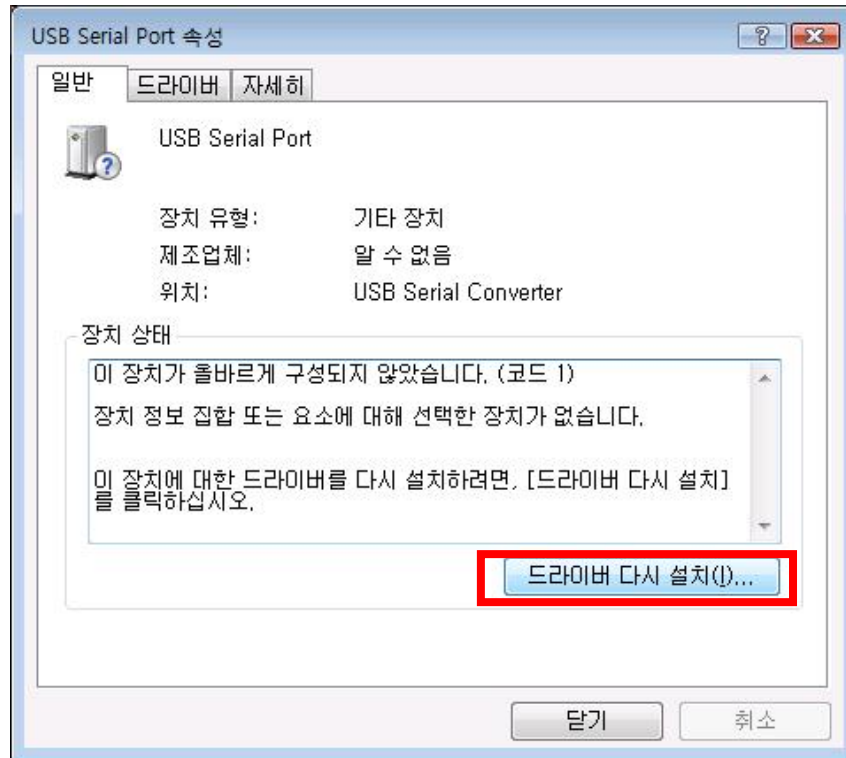 USB Serial Port 속성
일반 드라이버 자세히
USB Serial Port
장치 유형: 기타 장치
제조업체: 알 수 없음
위치: USB Serial Converter
장치 상태
이 장치가 올바르게 구성되지 않았습니다. (코드 1)
장치 정보 집합 또는 요소에 대해 선택한 장치가 없습니다.
이 장치에 대한 드라이버를 다시 설치하려면, [드라이버 다시 설치]
를 클릭하십시오.
드라이버 다시 설치(I)...
닫기 취소